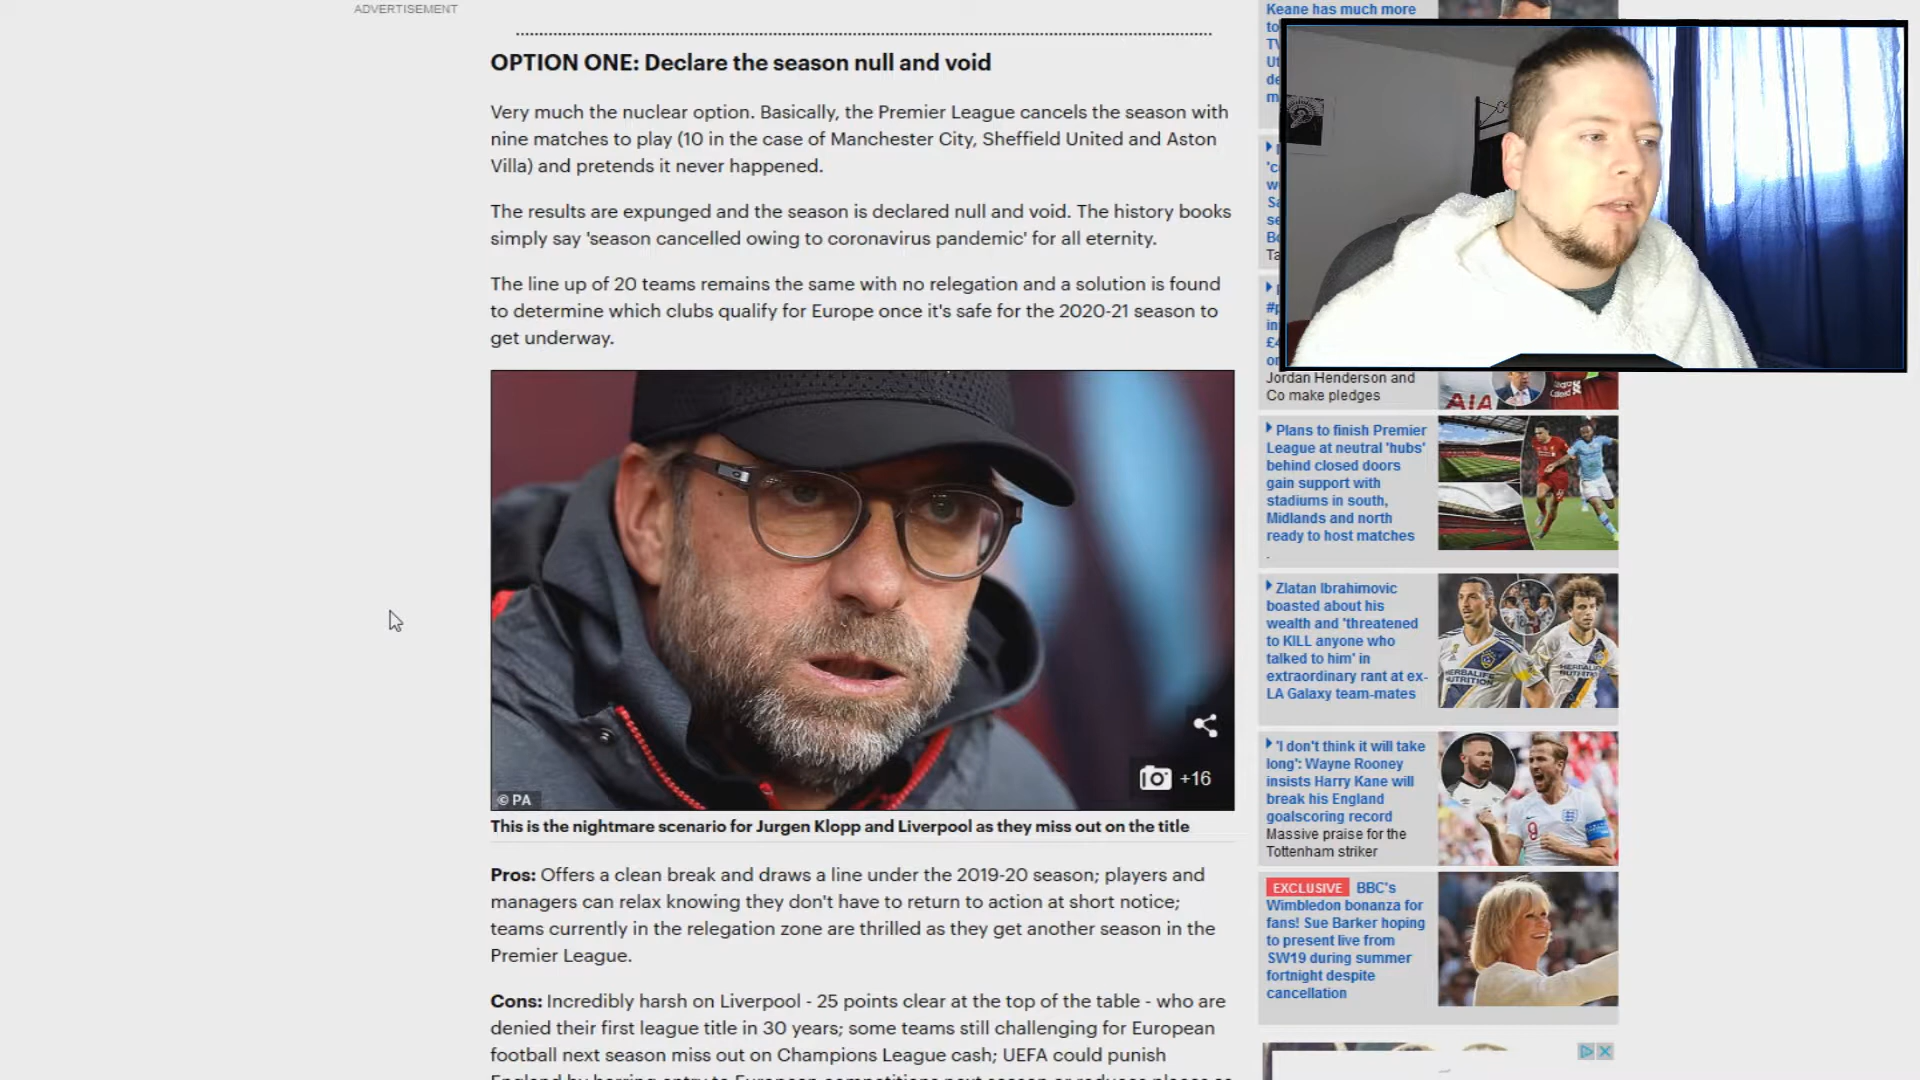 ADVERTISEMENT
OPTION ONE: Declare the season null and void
Very much the nuclear option. Basically, the Premier League cancels the season with
nine matches to play (10 in the case of Manchester City, Sheffield United and Aston
Villa) and pretends it never happened.
The results are expunged and the season is declared null and void. The history books
simply say 'season cancelled owing to coronavirus pandemic' for all eternity.
The line up of 20 teams remains the same with no relegation and a solution is found
to determine which clubs qualify for Europe once it's safe for the 2020-21 season to
get underway.
+16
© PA
This is the nightmare scenario for Jurgen Klopp and Liverpool as they miss out on the title
Pros: Offers a clean break and draws a line under the 2019-20 season; players and
managers can relax knowing they don't have to return to action at short notice;
teams currently in the relegation zone are thrilled as they get another season in the
Premier League.
Cons: Incredibly harsh on Liverpool - 25 points clear at the top of the table - who are
denied their first league title in 30 years; some teams still challenging for European
football next season miss out on Champions League cash; UEFA could punish
Keane has much more
Jordan Henderson and
Co make pledges
AIA
Plans to finish Premier
League at neutral 'hubs'
behind closed doors
gain support with
stadiums in south,
Midlands and north
ready to host matches
.
Zlatan Ibrahimovic
boasted about his
wealth and 'threatened
to KILL anyone who
talked to him' in
extraordinary rant at ex-
LA Galaxy team-mates
HERBALIFE
NUTRITION
'I don't think it will take
long': Wayne Rooney
insists Harry Kane will
break his England
goalscoring record
Massive praise for the
Tottenham striker
9
EXCLUSIVE BBC's
Wimbledon bonanza for
fans! Sue Barker hoping
to present live from
SW19 during summer
fortnight despite
cancellation